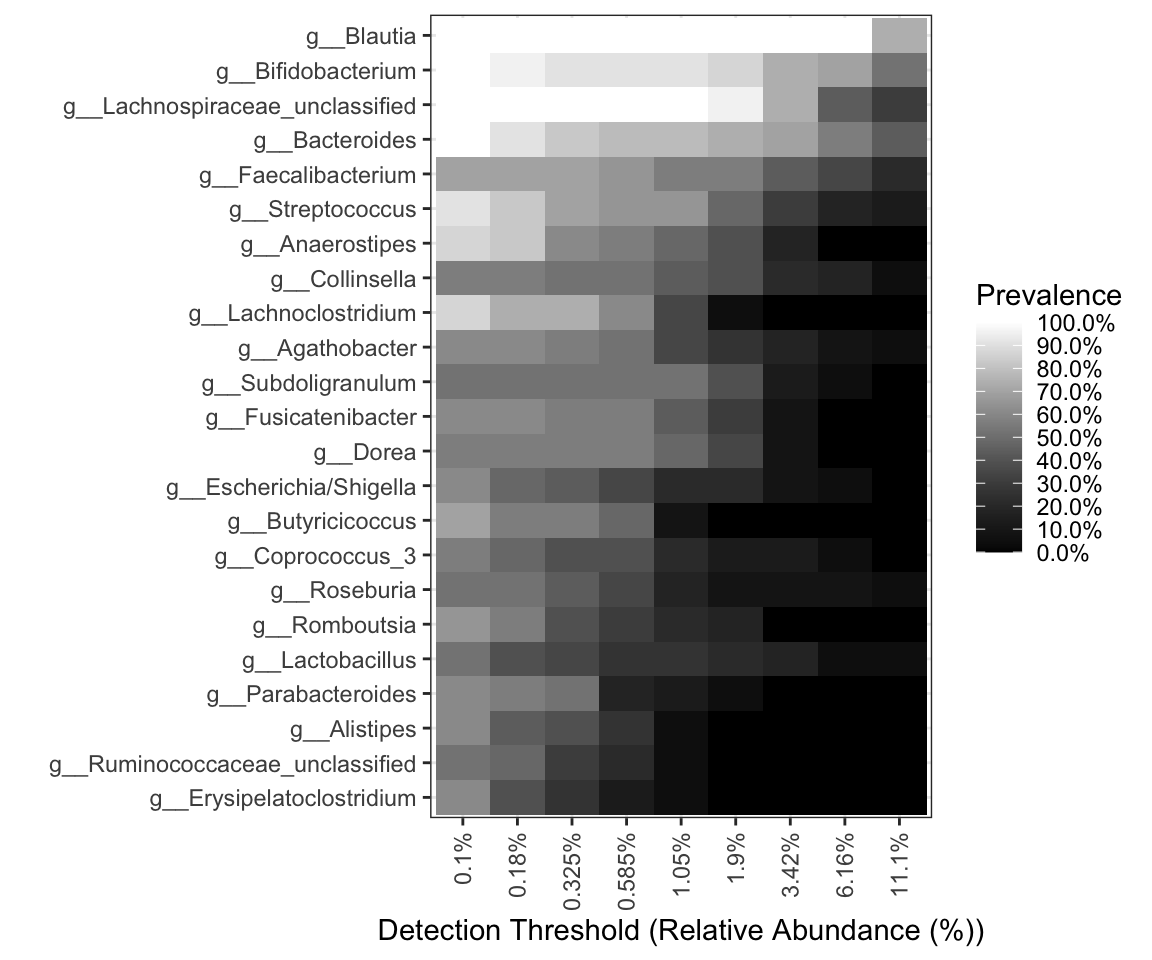 g__Blautia
g__Bifidobacterium
g__Lachnospiraceae_unclassified
g__Bacteroides
g__Faecalibacterium
g__Streptococcus
g__Anaerostipes
g__Collinsella
g__Lachnoclostridium
g__Agathobacter
g__Subdoligranulum
g__Fusicatenibacter
g__Dorea
g__Escherichia/Shigella
g__Butyricicoccus
g__Coprococcus_3
g__Roseburia
g__Romboutsia
g__Lactobacillus
g__Parabacteroides
g__Alistipes
g__Ruminococcaceae_unclassified
g__Erysipelatoclostridium
0.1%
0.18%
0.325%
0.585%
1.05%
1.9%
3.42%
6.16%
11.1%
Detection Threshold (Relative Abundance (%))
Prevalence
100.0%
90.0%
80.0%
70.0%
60.0%
50.0%
40.0%
30.0%
20.0%
10.0%
0.0%